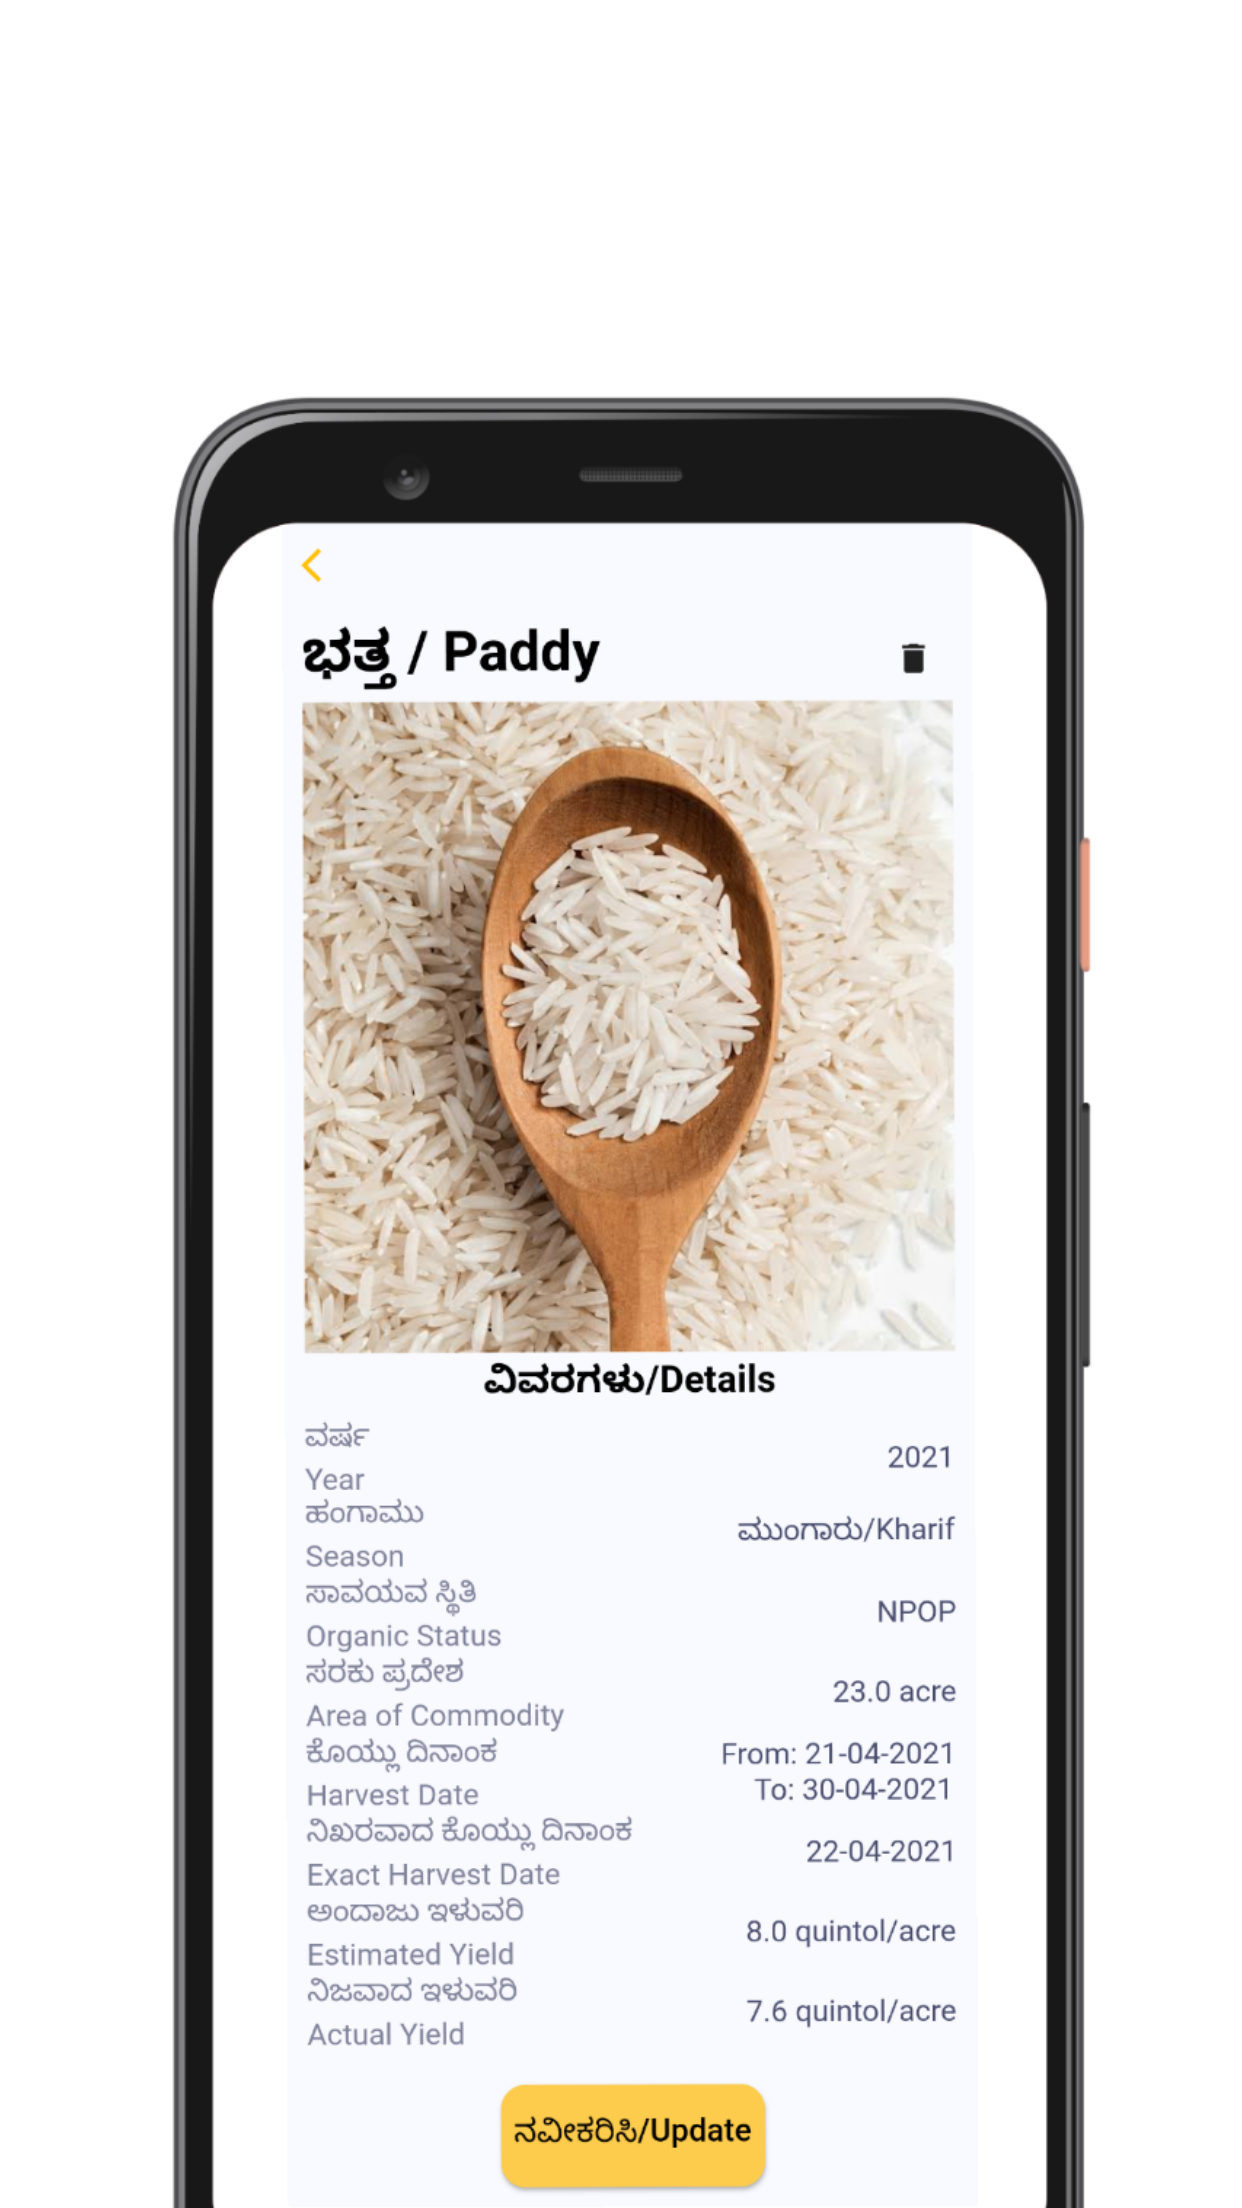 ಭತ್ತ / Paddy
ವಿವರಗಳು/Details
ವರ್ಷ
Year
2021
ಹಂಗಾಮು
Season
ಮುಂಗಾರು/Kharif
ಸಾವಯವ ಸ್ಥಿತಿ
Organic Status
NPOP
ಸರಕು ಪ್ರದೇಶ
Area of Commodity
23.0 acre
ಕೊಯ್ಲು ದಿನಾಂಕ
Harvest Date
From: 21-04-2021
To: 30-04-2021
ನಿಖರವಾದ ಕೊಯ್ಲು ದಿನಾಂಕ
Exact Harvest Date
22-04-2021
ಅಂದಾಜು ಇಳುವರಿ
Estimated Yield
8.0 quintol/acre
ನಿಜವಾದ ಇಳುವರಿ
Actual Yield
7.6 quintol/acre
ನವೀಕರಿಸಿ/Update